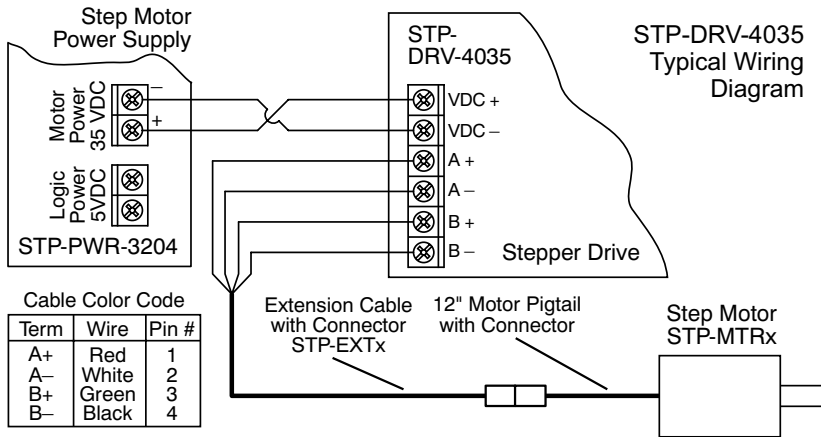 Step Motor
Power Supply
Motor
Power
35 VDC
–
+
Logic
Power
5VDC
STP-PWR-3204
STP-
DRV-4035
VDC +
VDC –
A +
A –
B +
B –
Stepper Drive
STP-DRV-4035
Typical Wiring
Diagram
Cable Color Code
Term Wire Pin #
A+ Red 1
A– White 2
B+ Green 3
B– Black 4
Extension Cable
with Connector
STP-EXTx
12" Motor Pigtail
with Connector
Step Motor
STP-MTRx